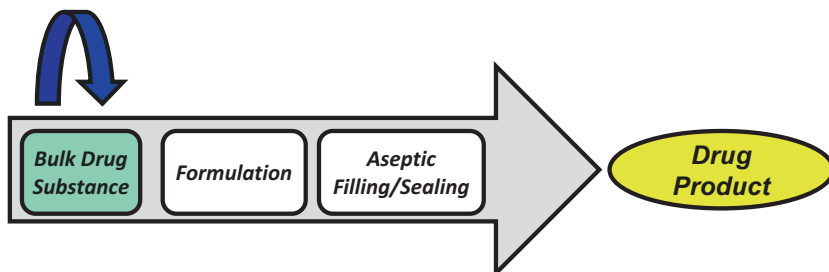 Bulk Drug
Substance
Formulation
Aseptic
Filling/Sealing
Drug
Product